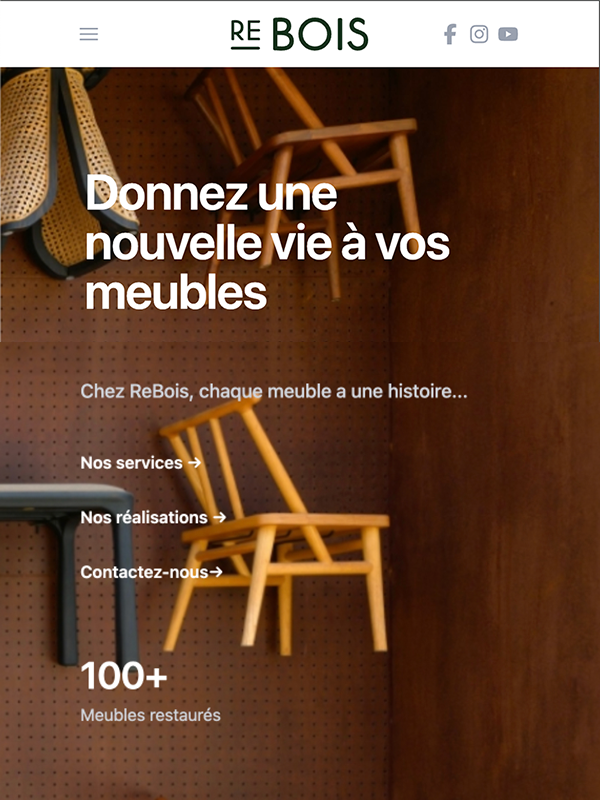 RE BOIS
Donnez une
nouvelle vie à vos
meubles
Chez ReBois, chaque meuble a une histoire...
Nos services →
Nos réalisations →
Contactez-nous→
100+
Meubles restaurés